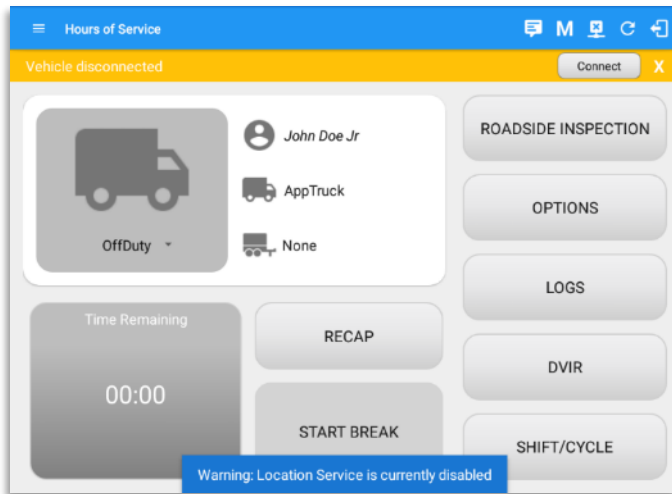 Hours of Service
M
Vehicle disconnected
Connect
X
John Doe Jr
AppTruck
OffDuty
None
ROADSIDE INSPECTION
OPTIONS
LOGS
DVIR
SHIFT/CYCLE
Time Remaining
00:00
RECAP
START BREAK
Warning: Location Service is currently disabled